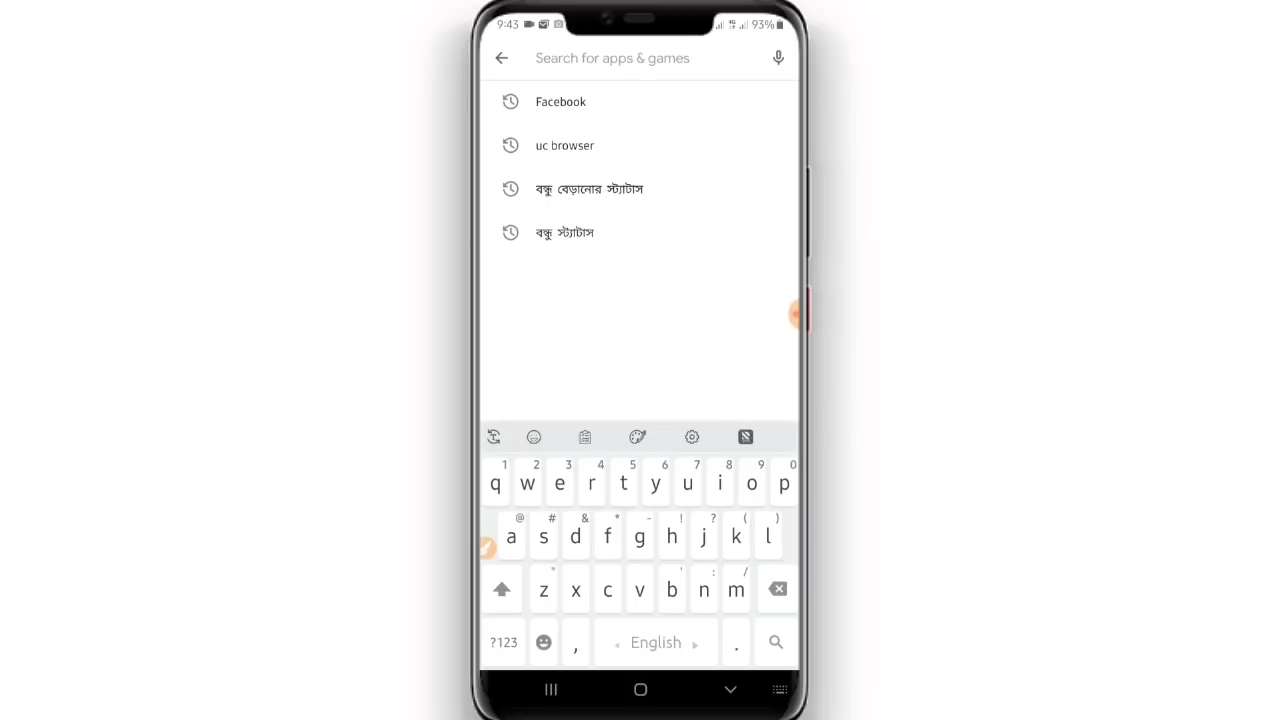 9:43 93%
Search for apps & games
Facebook
uc browser
বন্ধু বেড়ানোর স্ট্যাটাস
বন্ধু স্ট্যাটাস
1 2 3 4 5 6 7 8 9 0
q w e r t y u i o p
@ # & * - ! ? ( )
a s d f g h j k l
" ' : /
z x c v b n m
?123 , English .